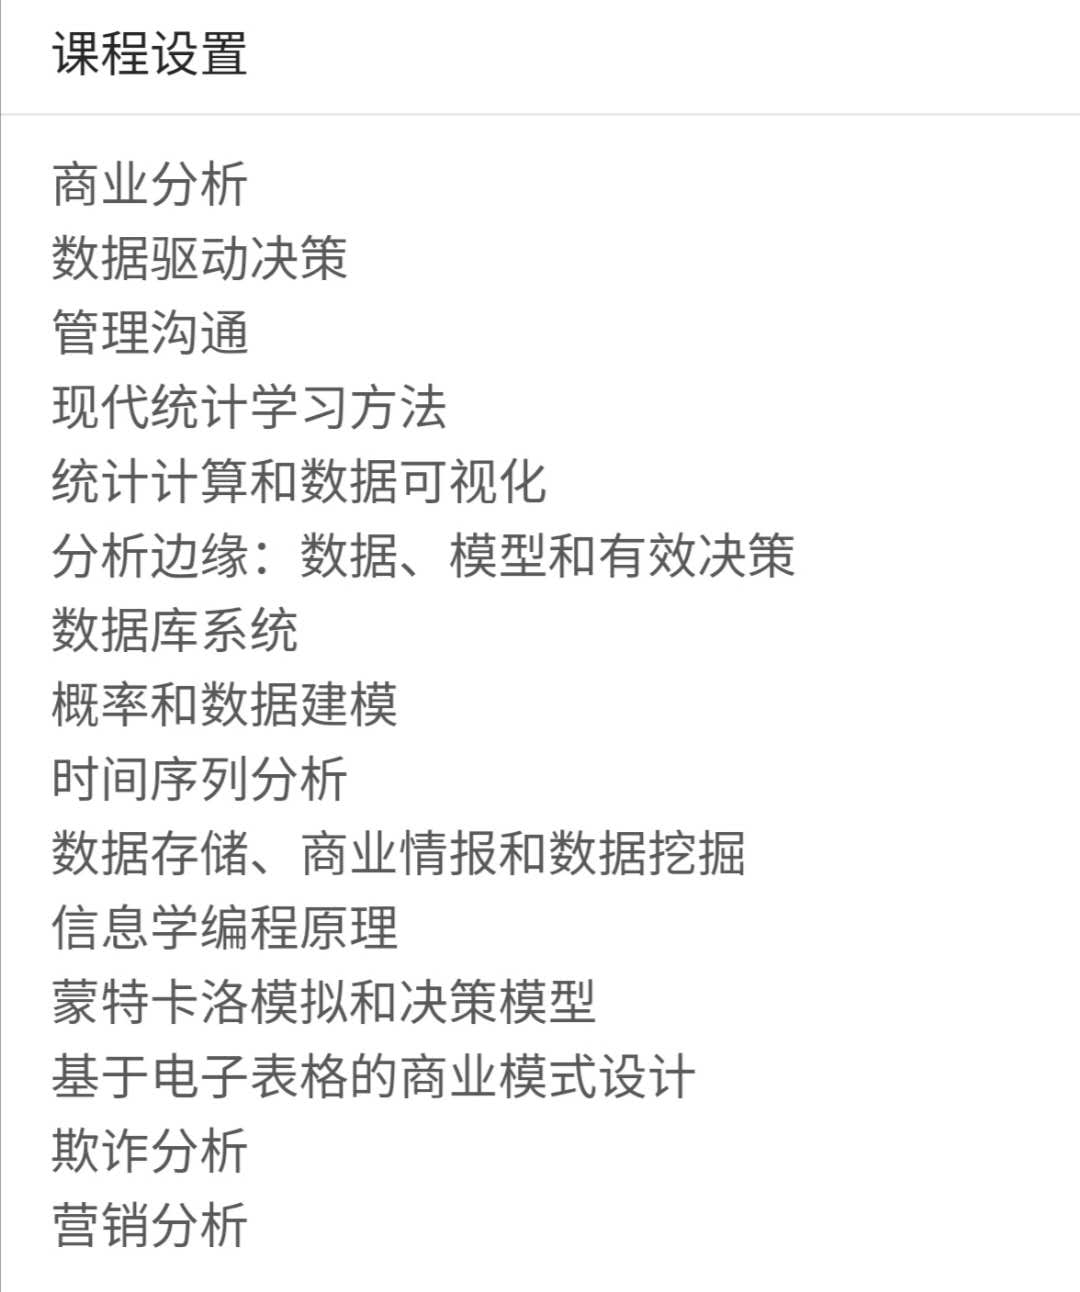 课程设置
商业分析
数据驱动决策
管理沟通
现代统计学习方法
统计计算和数据可视化
分析边缘：数据、模型和有效决策
数据库系统
概率和数据建模
时间序列分析
数据存储、商业情报和数据挖掘
信息学编程原理
蒙特卡洛模拟和决策模型
基于电子表格的商业模式设计
欺诈分析
营销分析